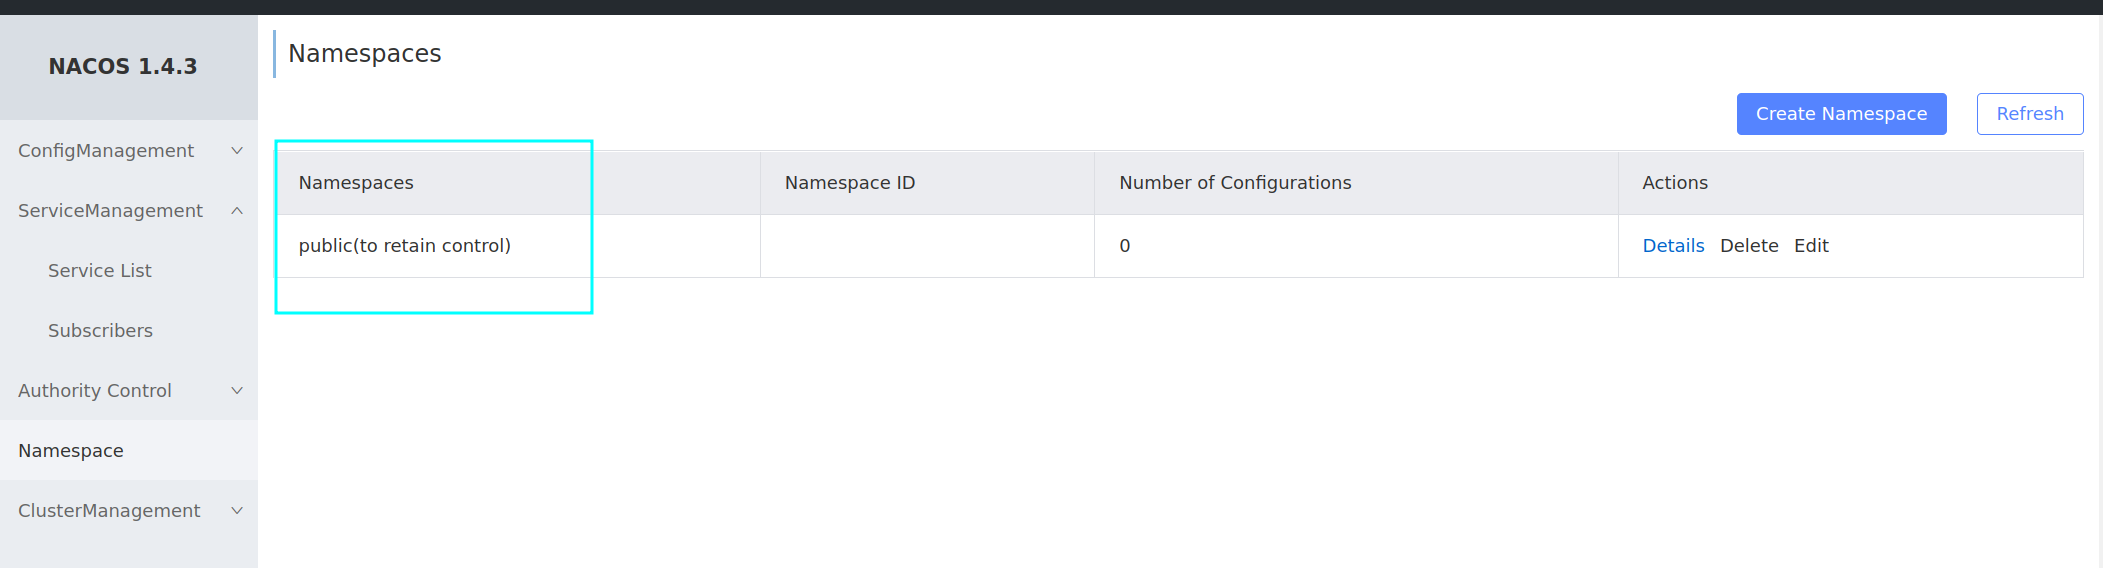 NACOS 1.4.3
ConfigManagement
ServiceManagement
Service List
Subscribers
Authority Control
Namespace
ClusterManagement
Namespaces
Create Namespace Refresh
Namespaces Namespace ID Number of Configurations Actions
public(to retain control) 0 Details Delete Edit